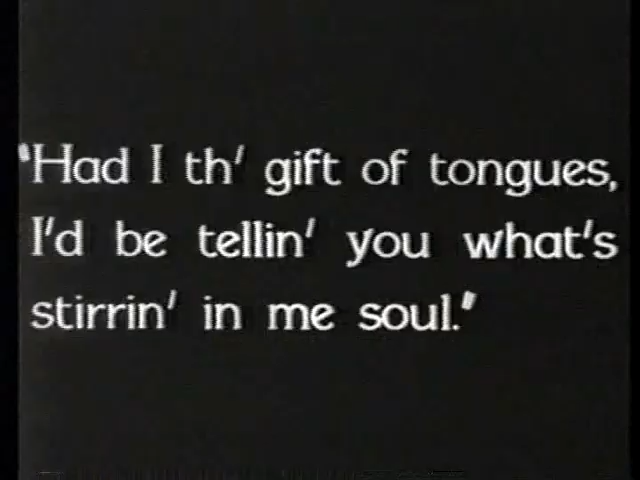 "Had I th' gift of tongues,
I'd be tellin' you what's
stirrin' in me soul."